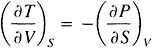 (∂T/∂V)_S = −(∂P/∂S)_V